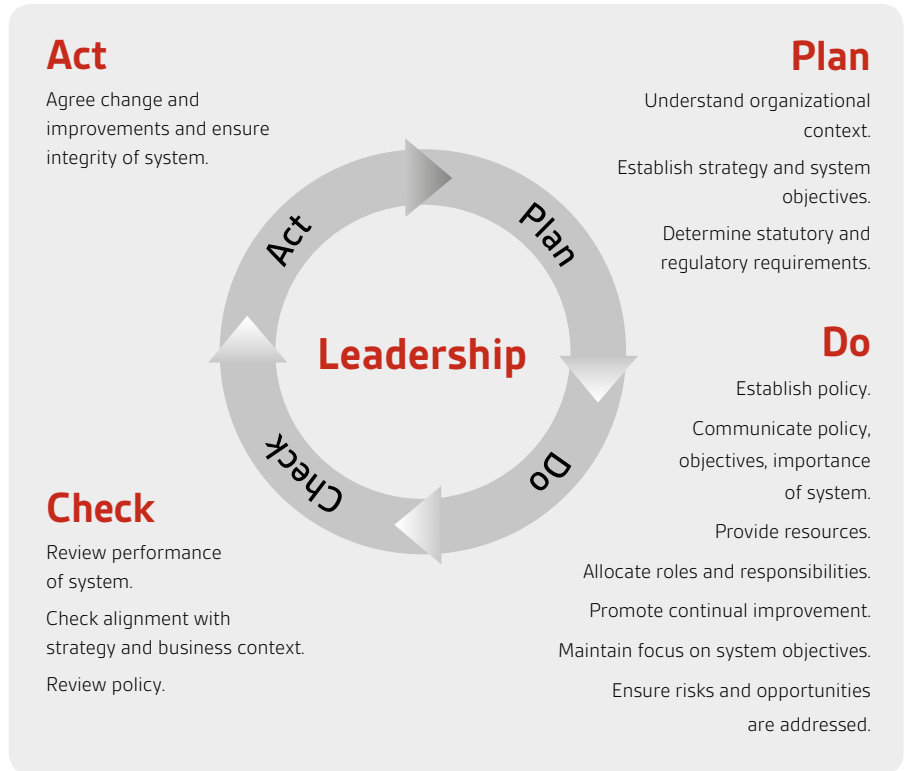 Act
Agree change and
improvements and ensure
integrity of system.
Plan
Understand organizational
context.
Establish strategy and system
objectives.
Determine statutory and
regulatory requirements.
Act
Plan
Leadership
Check
Do
Do
Establish policy.
Communicate policy,
objectives, importance
of system.
Provide resources.
Allocate roles and responsibilities.
Promote continual improvement.
Maintain focus on system objectives.
Ensure risks and opportunities
are addressed.
Check
Review performance
of system.
Check alignment with
strategy and business context.
Review policy.